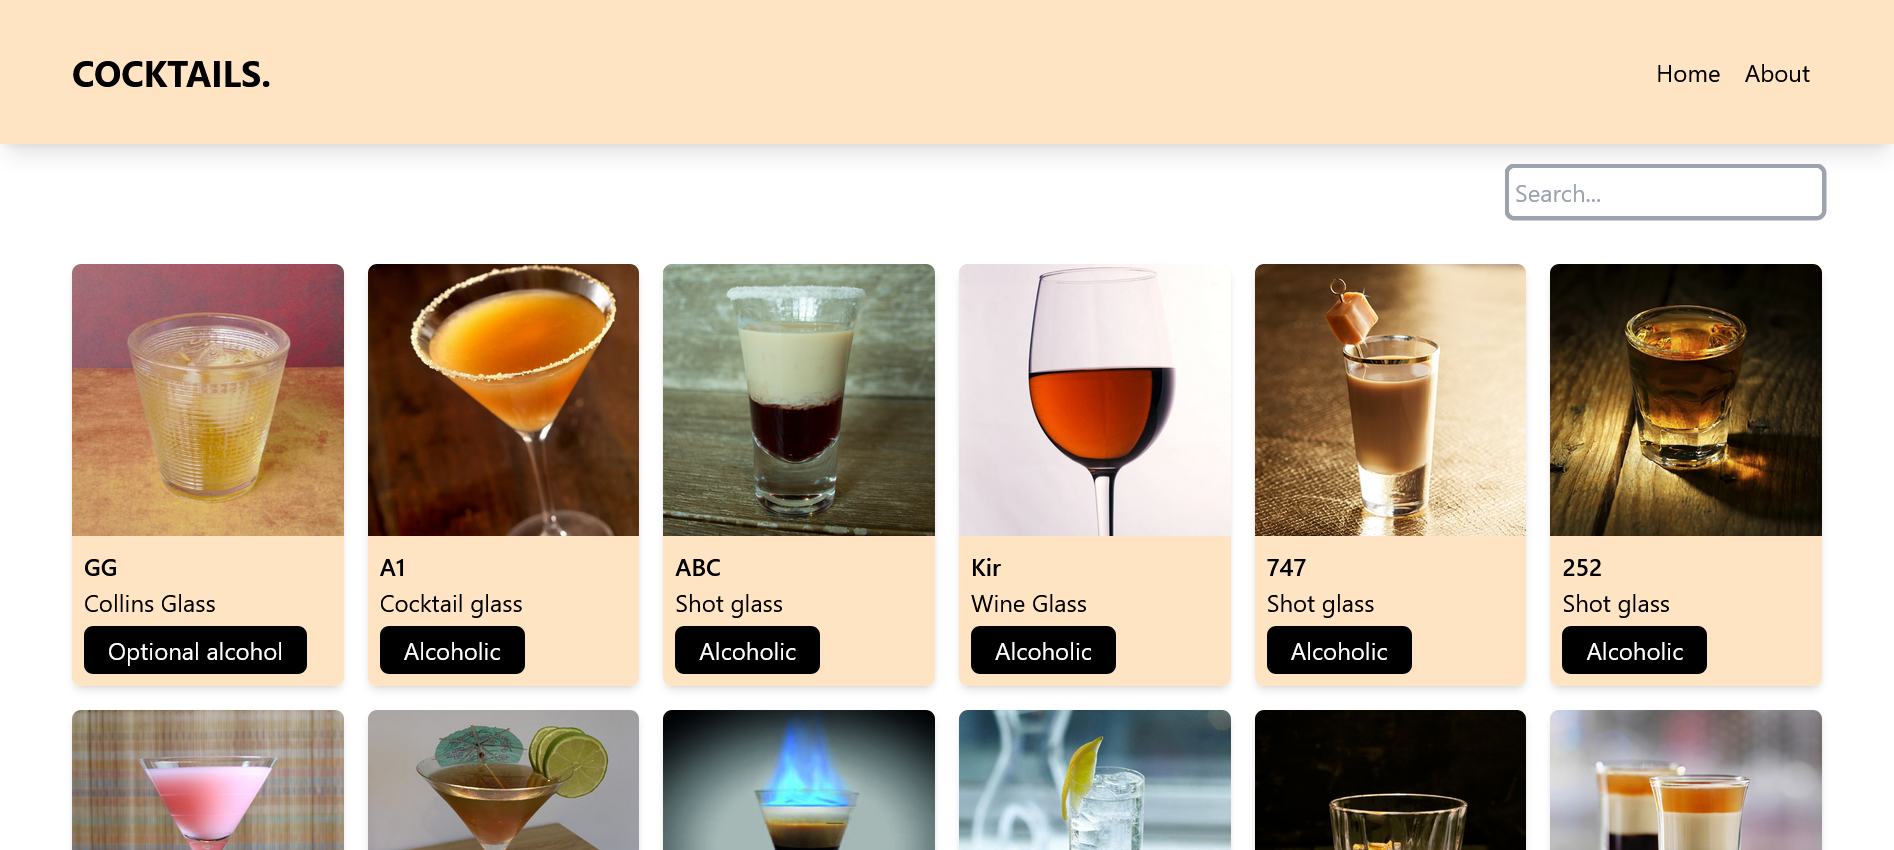 COCKTAILS.
Home
About
Search...
GG
Collins Glass
Optional alcohol
A1
Cocktail glass
Alcoholic
ABC
Shot glass
Alcoholic
Kir
Wine Glass
Alcoholic
747
Shot glass
Alcoholic
252
Shot glass
Alcoholic